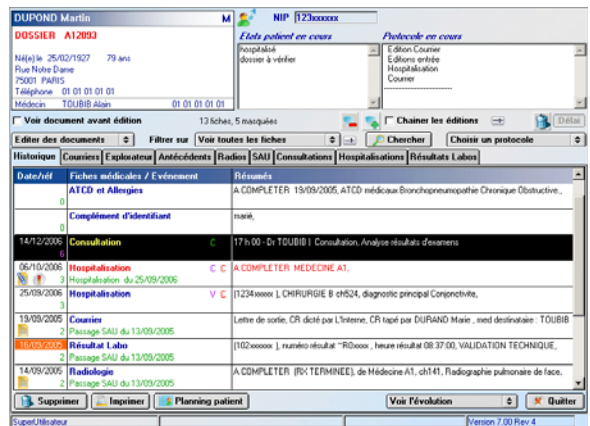 DUPOND Martin M NIP 123xxxxxx
DOSSIER A12093
Etats patient en cours Protocole en cours
hospitalisé
dossier à vérifier
Edition Courrier
Editions entrée
Hospitalisation
Courrier
--------------------
Né(e) le 25/02/1927 79 ans
Rue Notre Dame
75001 PARIS
Téléphone 01 01 01 01 01
Médecin TOUBIB Alain 01 01 01 01 01
Voir document avant édition 13 fiches, 5 masquées Chainer les éditions Délai
Editer des documents Filtrer sur Voir toutes les fiches Chercher Choisir un protocole
Historique Courriers Explorateur Antécédents Radios SAU Consultations Hospitalisations Résultats Labos
Date/réf Fiches médicales / Evénement Résumés
ATCD et Allergies A COMPLETER 19/09/2005, ATCD médicaux Bronchopneumopathie Chronique Obstructive.,
0
Complément d'identifiant marié,
0
14/12/2006 Consultation C 17 h 00 - Dr TOUBIB I Consultation, Analyse résultats d'examens
6
06/10/2006 Hospitalisation C C A COMPLETER MEDECINE A1,
3 Hospitalisation du 25/09/2006
25/09/2006 Hospitalisation V C (1234xxxxx ), CHIRURGIE B ch524, diagnostic principal Conjonctivite,
3
19/09/2005 Courrier Lettre de sortie, CR dicté par L'Interne, CR tapé par DURAND Marie , med destinataire : TOUBIB
2 Passage SAU du 13/09/2005
16/09/2005 Résultat Labo (102xxxxxx ), numéro résultat ~R0xxxx , heure résultat 08:37:00, VALIDATION TECHNIQUE,
2 Passage SAU du 13/09/2005
14/09/2005 Radiologie A COMPLETER (RX TERMINEE), de Médecine A1, ch141, Radiographie pulmonaire de face,
2 Passage SAU du 13/09/2005
Supprimer Imprimer Planning patient Voir l'évolution Quitter
SuperUtilisateur Version 7.00 Rev 4